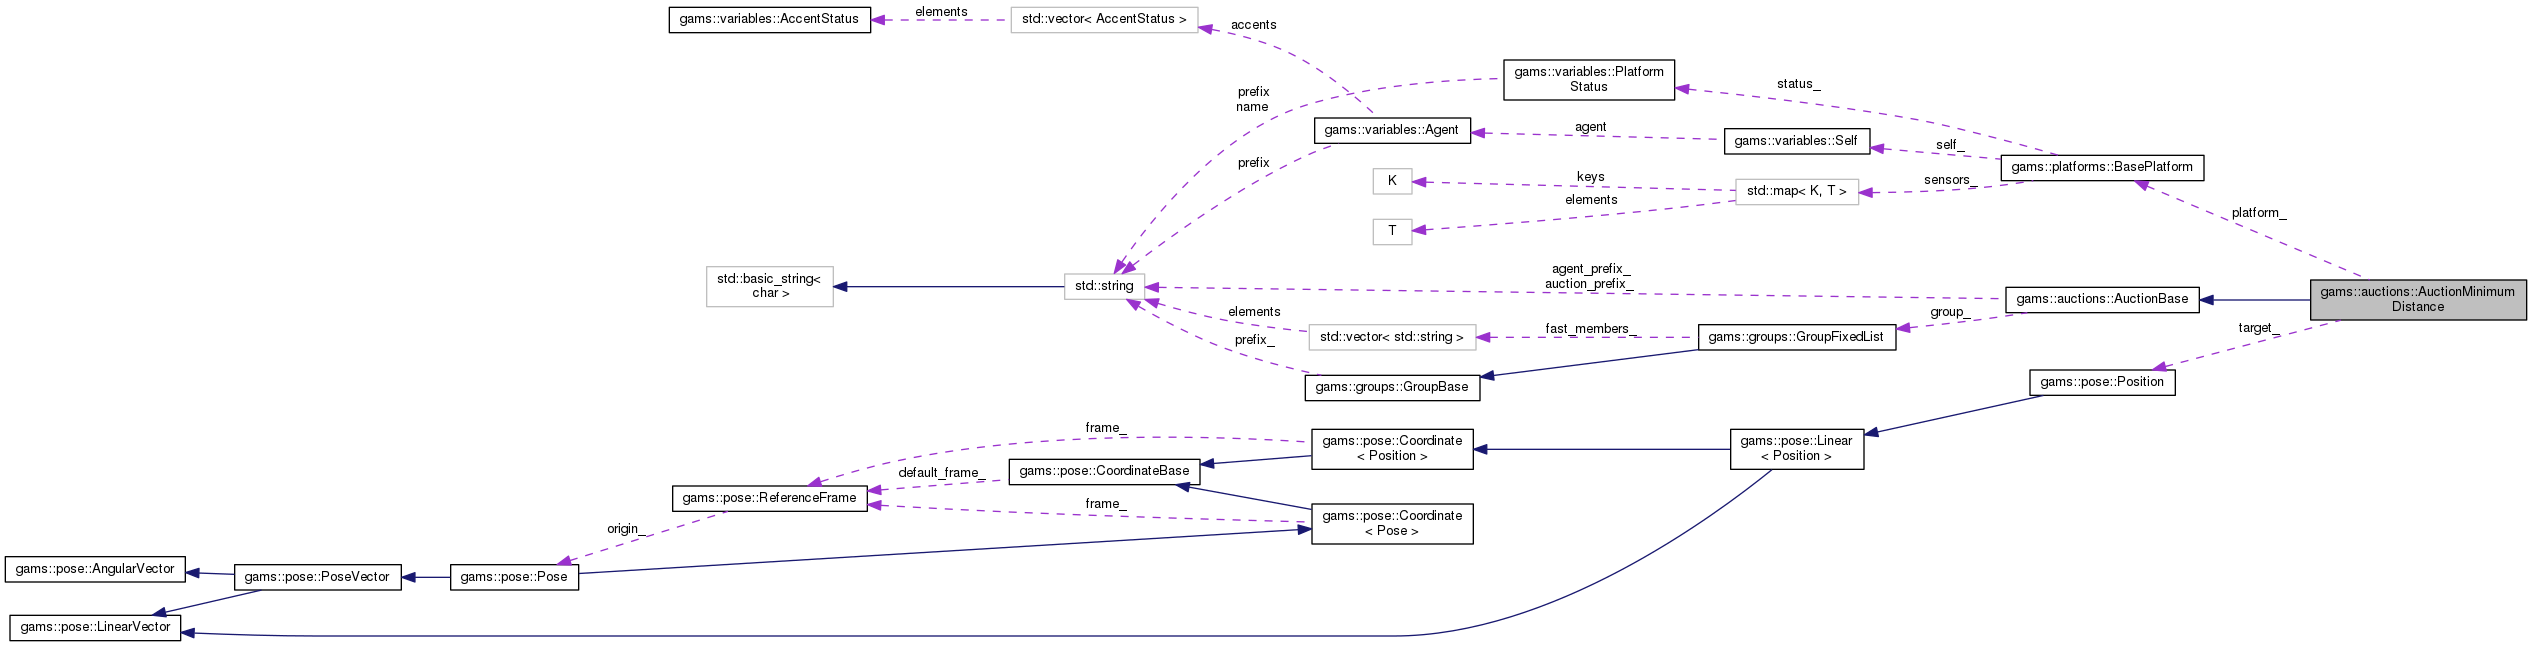 gams::variables::AccentStatus
elements
std::vector< AccentStatus >
accents
gams::variables::Platform
Status
status_
prefix
name
gams::variables::Agent
agent
gams::variables::Self
self_
gams::platforms::BasePlatform
prefix
K
keys
std::map< K, T >
sensors_
elements
T
platform_
std::basic_string<
char >
std::string
agent_prefix_
auction_prefix_
gams::auctions::AuctionBase
gams::auctions::AuctionMinimum
Distance
elements
std::vector< std::string >
fast_members_
gams::groups::GroupFixedList
group_
target_
prefix_
gams::groups::GroupBase
gams::pose::Position
frame_
gams::pose::Coordinate
< Position >
gams::pose::Linear
< Position >
default_frame_
gams::pose::CoordinateBase
gams::pose::ReferenceFrame
frame_
gams::pose::Coordinate
< Pose >
origin_
gams::pose::AngularVector
gams::pose::PoseVector
gams::pose::Pose
gams::pose::LinearVector